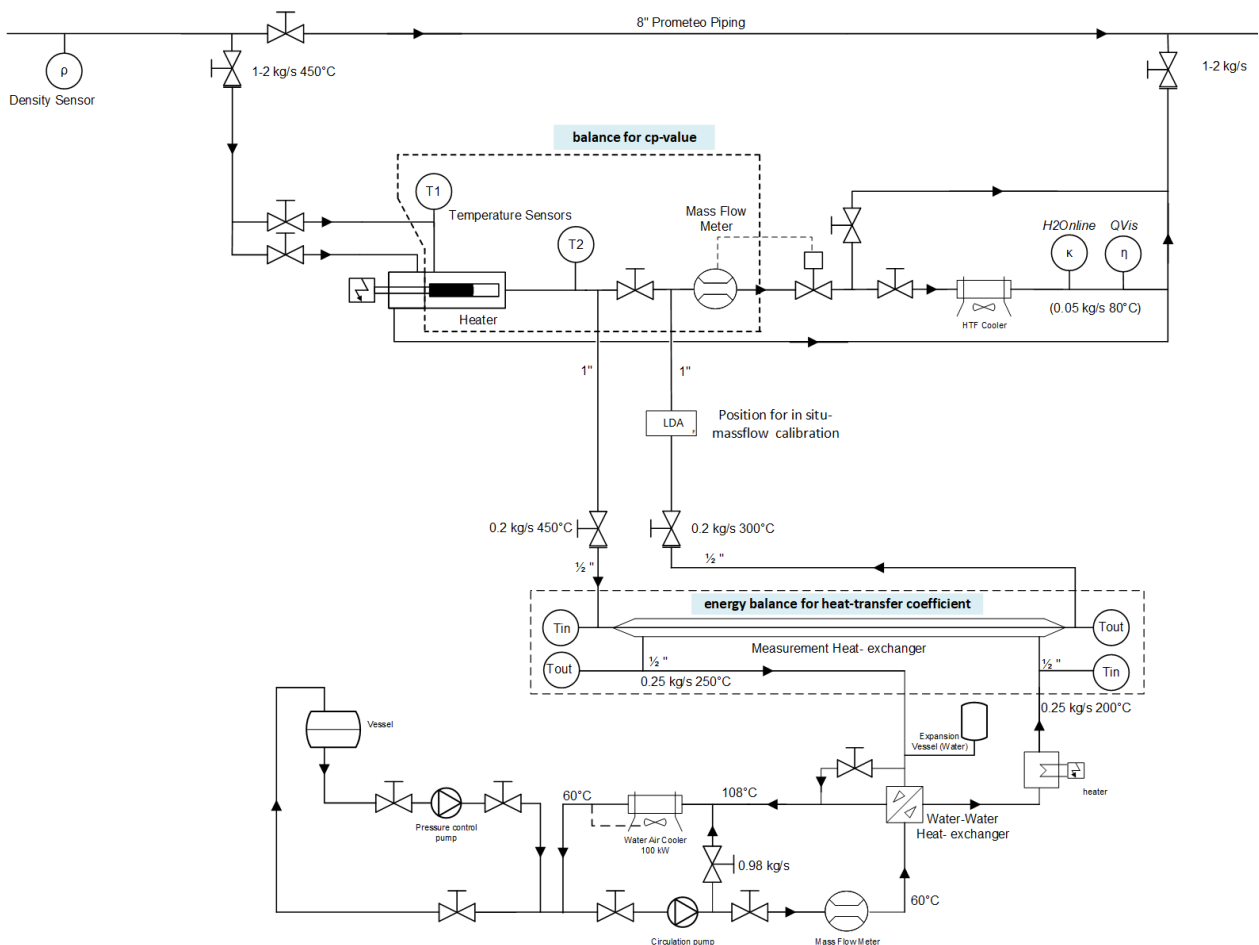 8" Prometeo Piping
ρ
Density Sensor
1-2 kg/s 450°C
1-2 kg/s
balance for cp-value
T1
Temperature Sensors
T2
Mass Flow
Meter
H2Online
QVis
κ
η
Heater
HTF Cooler
(0.05 kg/s 80°C)
1"
1"
LDA
Position for in situ-
massflow calibration
0.2 kg/s 450°C
0.2 kg/s 300°C
½ "
½ "
energy balance for heat-transfer coefficient
Tin
Tout
Measurement Heat- exchanger
Tout
½ "
½ "
Tin
0.25 kg/s 250°C
0.25 kg/s 200°C
Vessel
Expansion
Vessel (Water)
heater
60°C
108°C
Pressure control
pump
Water Air Cooler
100 kW
Water-Water
Heat- exchanger
0.98 kg/s
60°C
Circulation pump
Mass Flow Meter